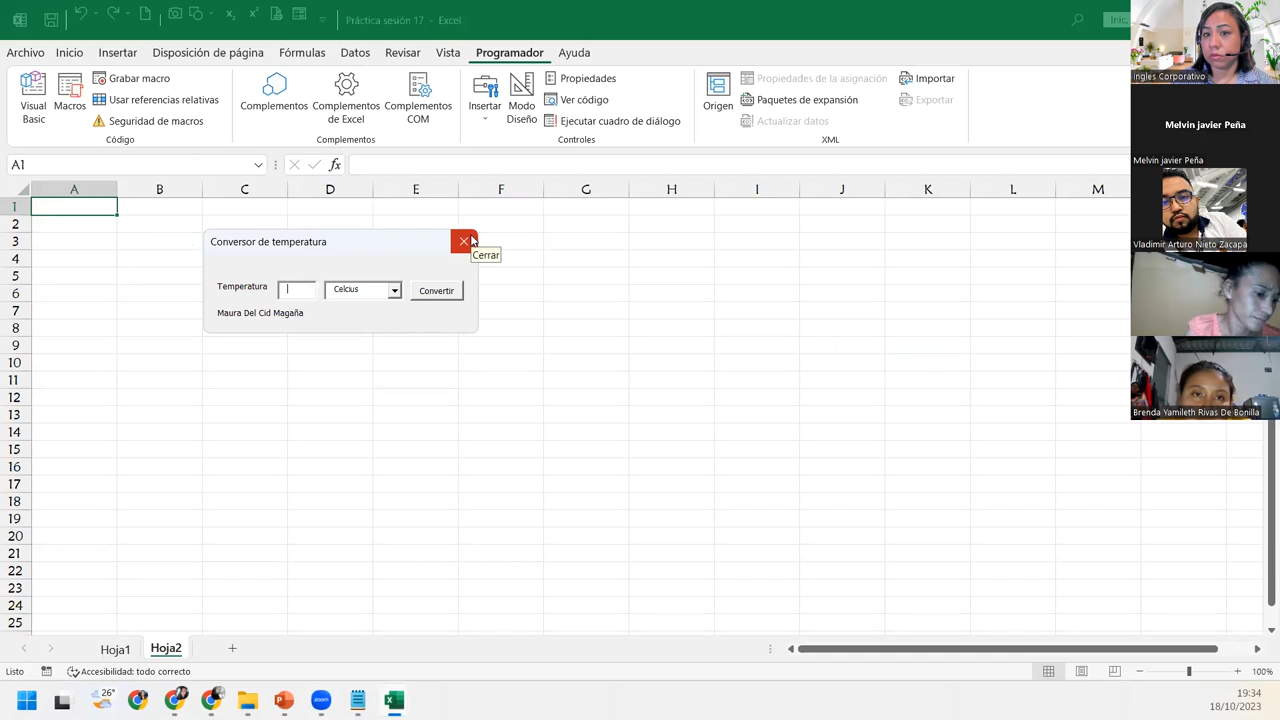 Práctica sesión 17 - Excel
Inic.
Archivo
Inicio
Insertar
Disposición de página
Fórmulas
Datos
Revisar
Vista
Programador
Ayuda
Visual Basic
Macros
Grabar macro
Usar referencias relativas
Seguridad de macros
Código
Complementos
Complementos de Excel
Complementos COM
Complementos
Insertar
Modo Diseño
Propiedades
Ver código
Ejecutar cuadro de diálogo
Controles
Origen
Propiedades de la asignación
Paquetes de expansión
Actualizar datos
Importar
Exportar
XML
A1
fx
A B C D E F G H I J K L M
1
2
3
4
5
6
7
8
9
10
11
12
13
14
15
16
17
18
19
20
21
22
23
24
25
Conversor de temperatura
Cerrar
Temperatura
Celcius
Convertir
Maura Del Cid Magaña
Ingles Corporativo
Melvin javier Peña
Melvin javier Peña
Vladimir Arturo Nieto Zacapa
Brenda Yamileth Rivas De Bonilla
Hoja1
Hoja2
Listo
Accesibilidad: todo correcto
100%
26°
zoom
19:34
18/10/2023